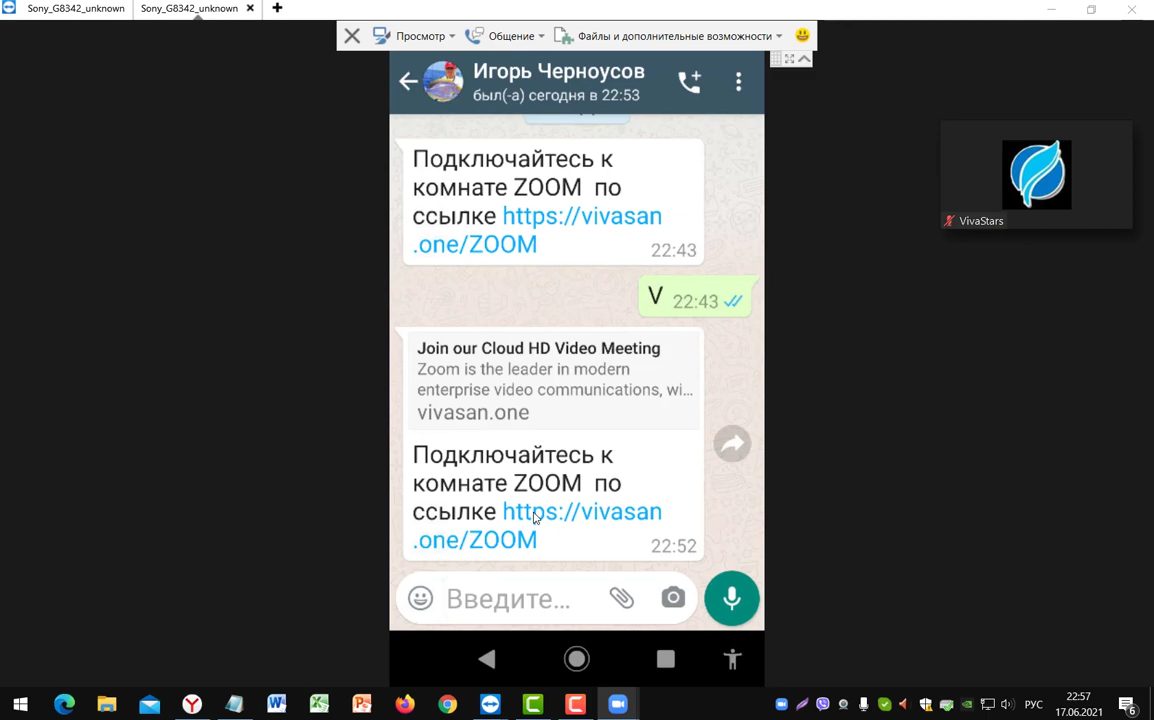 Sony_G8342_unknown
Sony_G8342_unknown
Просмотр
Общение
Файлы и дополнительные возможности
Игорь Черноусов
был(-а) сегодня в 22:53
Подключайтесь к
комнате ZOOM по
ссылке https://vivasan
.one/ZOOM
22:43
V 22:43
Join our Cloud HD Video Meeting
Zoom is the leader in modern
enterprise video communications, wi...
vivasan.one
Подключайтесь к
комнате ZOOM по
ссылке https://vivasan
.one/ZOOM
22:52
Введите...
VivaStars
РУС
22:57
17.06.2021
6